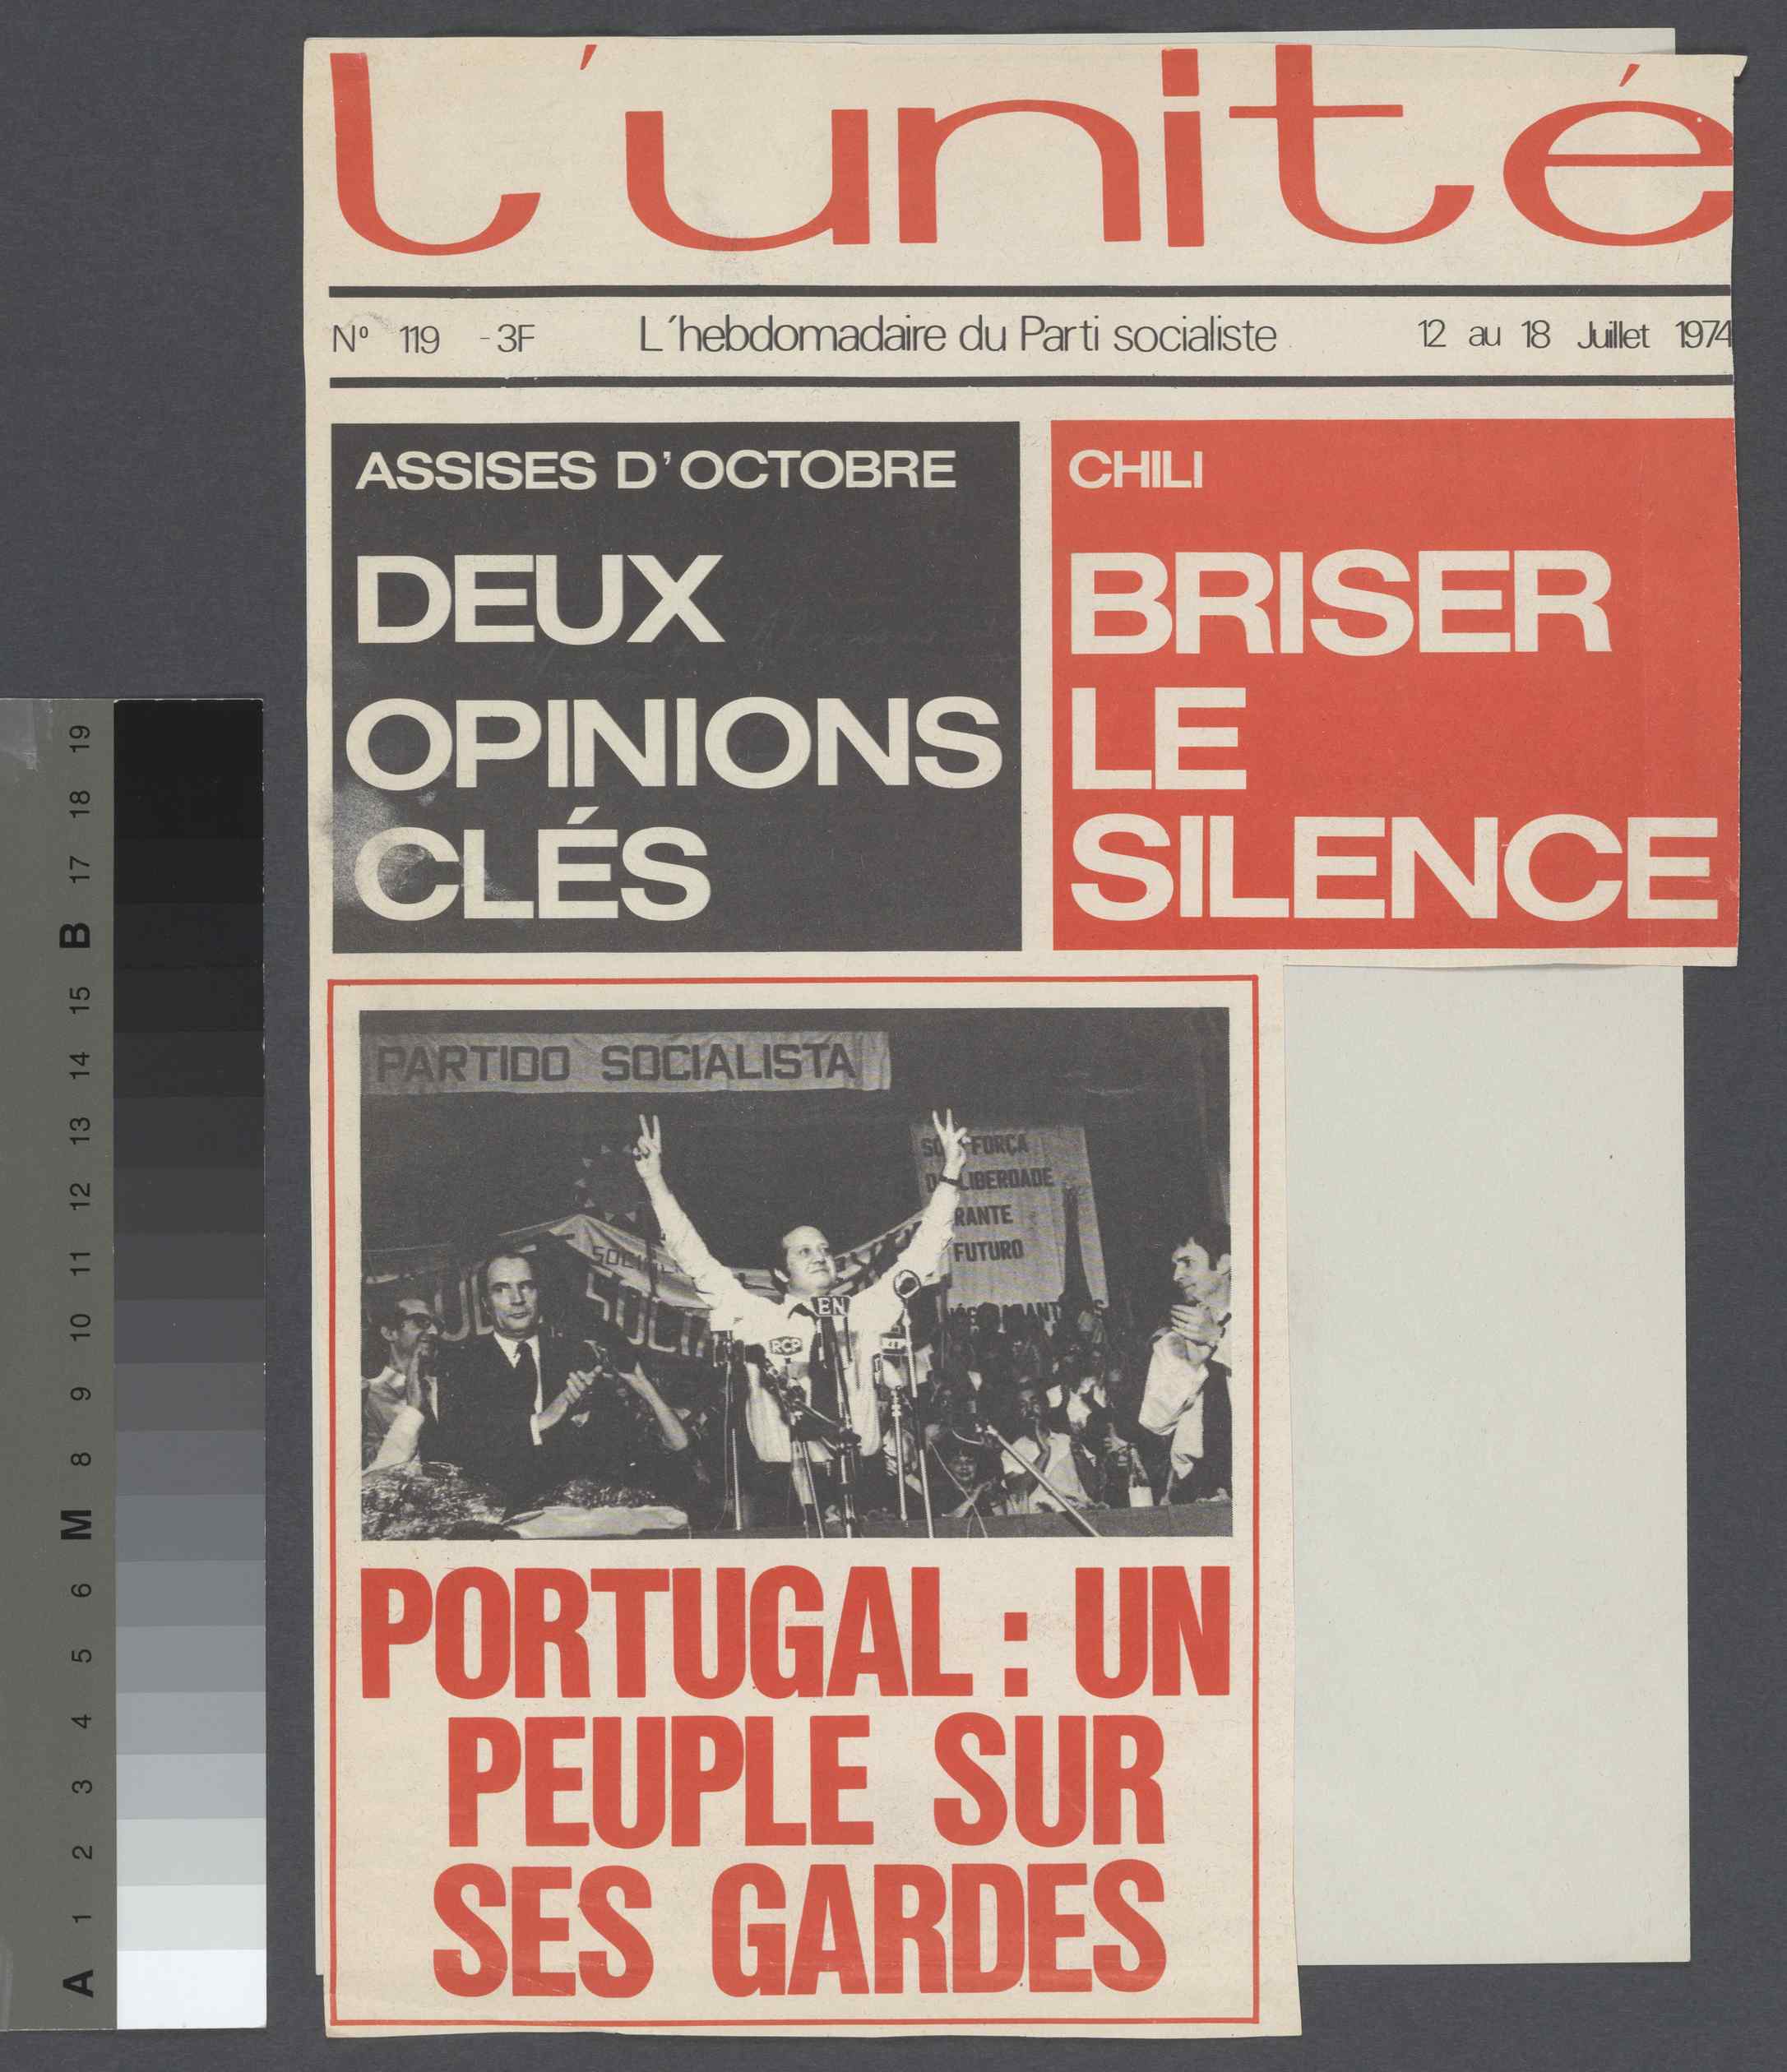 l'unité
Nº 119 - 3F L'hebdomadaire du Parti socialiste 12 au 18 Juillet 1974
ASSISES D'OCTOBRE
DEUX
OPINIONS
CLÉS
CHILI
BRISER
LE
SILENCE
PARTIDO SOCIALISTA
FORÇA
LIBERDADE
FUTURO
EN
RCP
PORTUGAL : UN
PEUPLE SUR
SES GARDES
19
18
17
B
15
14
13
12
11
10
9
8
M
6
5
4
3
2
1
A